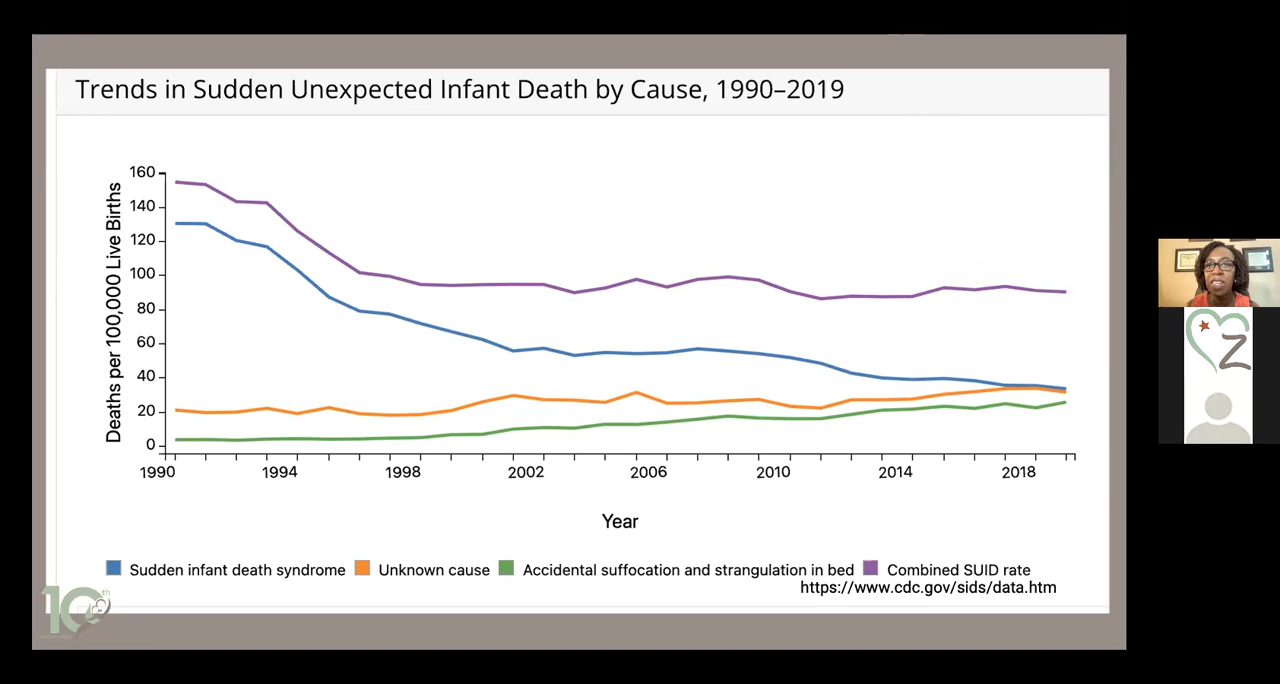 Trends in Sudden Unexpected Infant Death by Cause, 1990–2019
Deaths per 100,000 Live Births
160
140
120
100
80
60
40
20
0
1990 1994 1998 2002 2006 2010 2014 2018
Year
Sudden infant death syndrome Unknown cause Accidental suffocation and strangulation in bed Combined SUID rate
https://www.cdc.gov/sids/data.htm
10th
Z